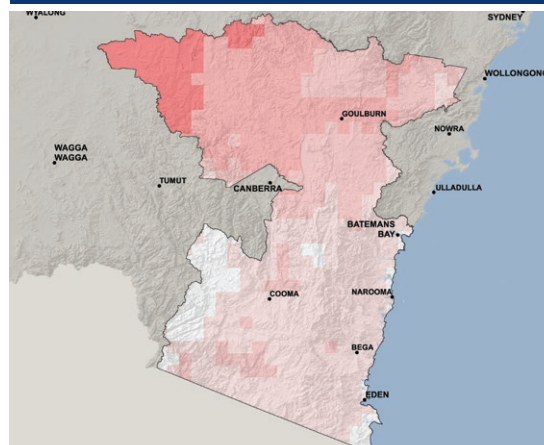 WYALONG
SYDNEY
WOLLONGONG
GOULBURN
NOWRA
WAGGA
WAGGA
TUMUT
CANBERRA
ULLADULLA
BATEMANS
BAY
COOMA
NAROOMA
BEGA
EDEN